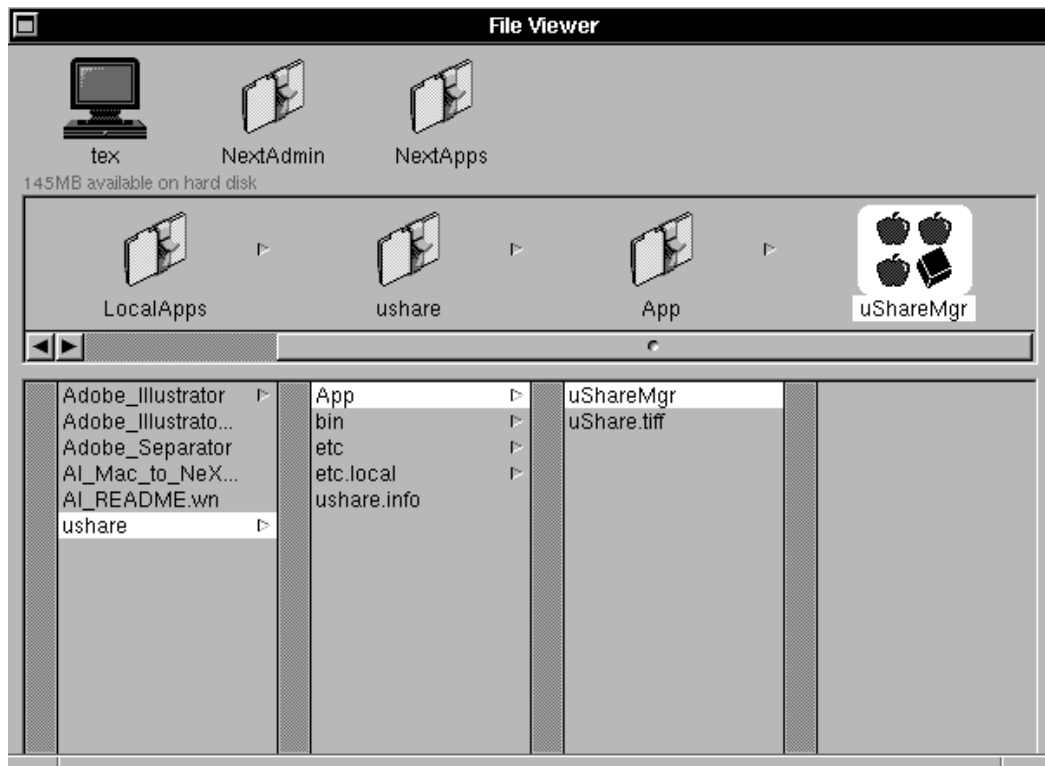 File Viewer
tex NextAdmin NextApps
145MB available on hard disk
LocalApps ushare App uShareMgr
Adobe_Illustrator App uShareMgr
Adobe_Illustrato... bin uShare.tiff
Adobe_Separator etc
AI_Mac_to_NeX... etc.local
AI_README.wn ushare.info
ushare